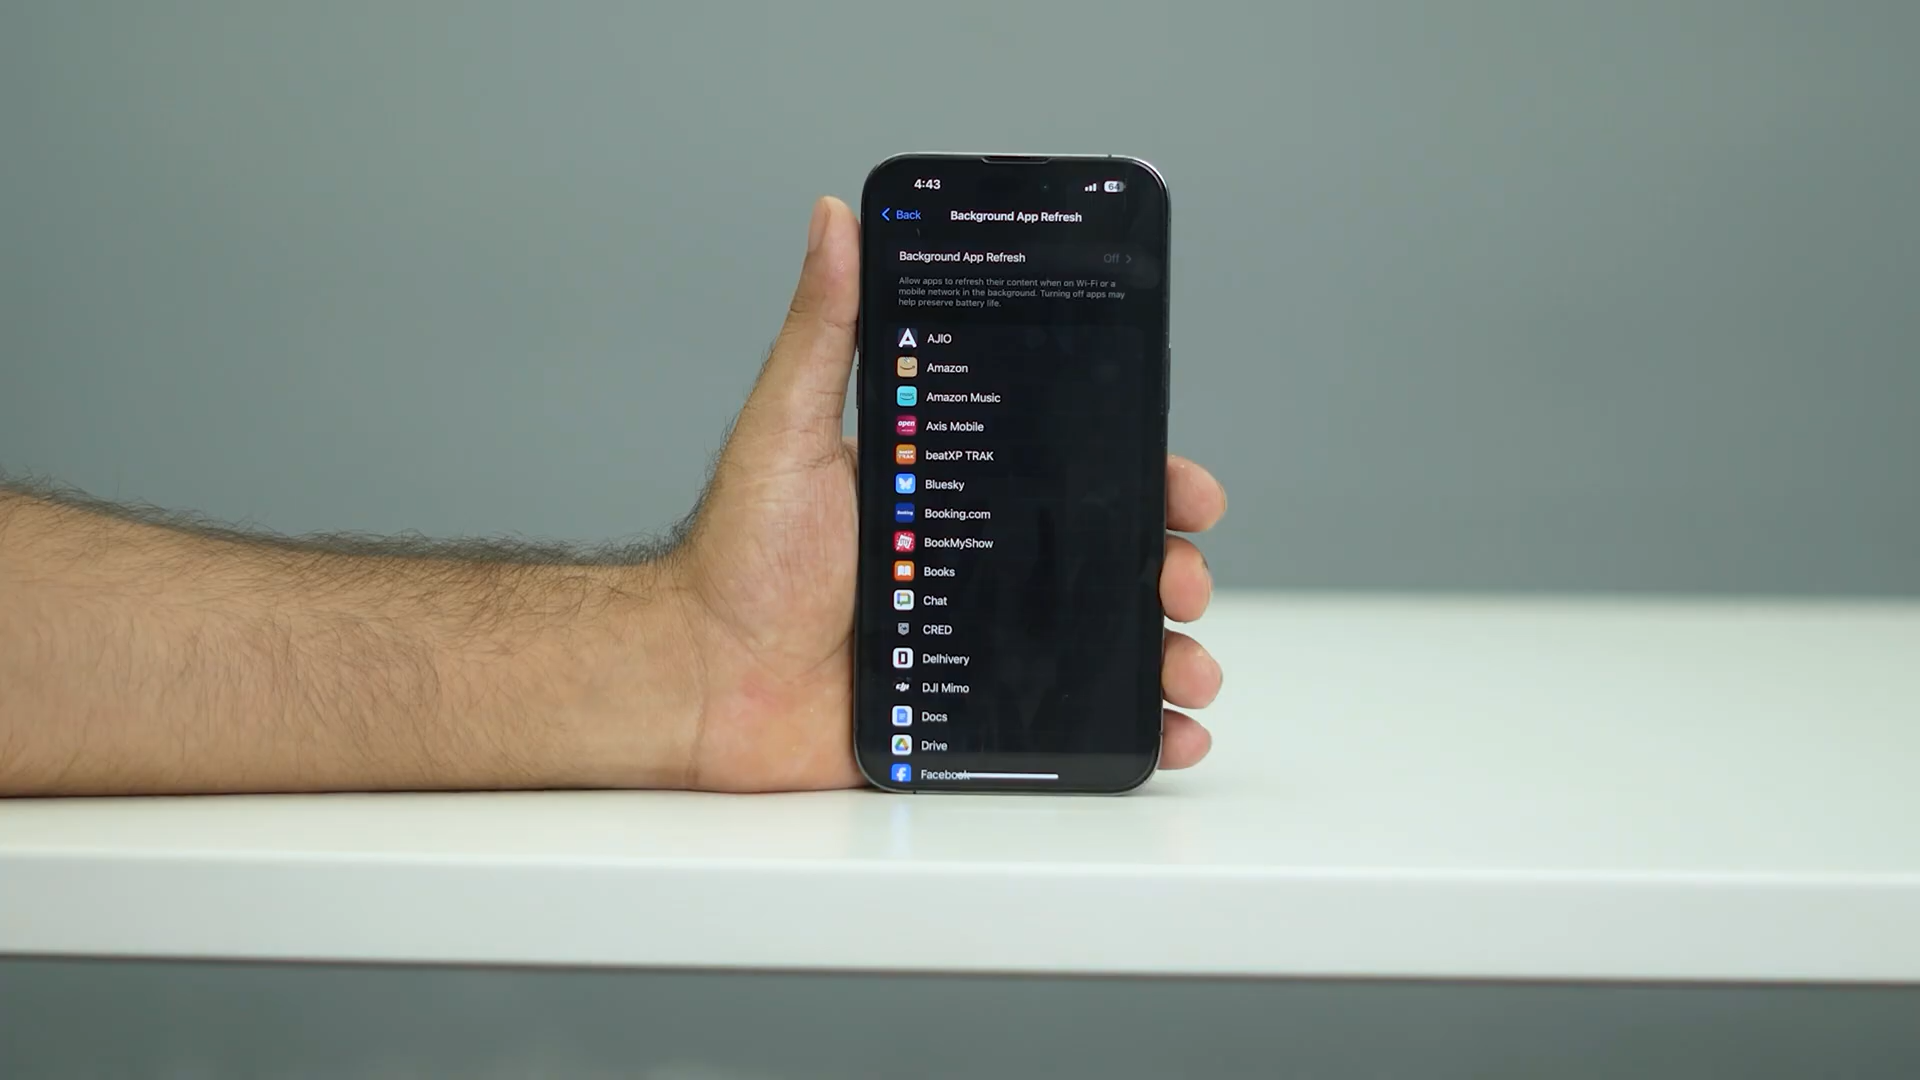 4:43
64
Back
Background App Refresh
Background App Refresh
Off
Allow apps to refresh their content when on Wi-Fi or a
mobile network in the background. Turning off apps may
help preserve battery life.
AJIO
Amazon
Amazon Music
open
Axis Mobile
beatXP TRAK
Bluesky
Booking.com
BookMyShow
Books
Chat
CRED
Delhivery
DJI Mimo
Docs
Drive
Facebook